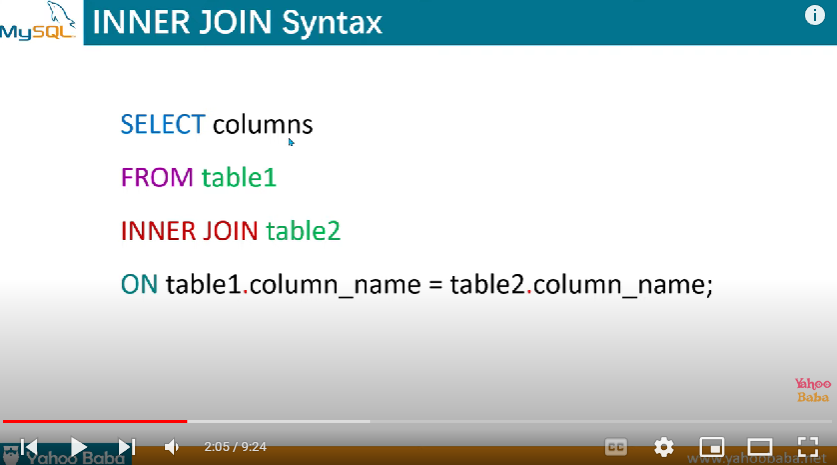 MySQL
INNER JOIN Syntax
SELECT columns
FROM table1
INNER JOIN table2
ON table1.column_name = table2.column_name;
Yahoo
Baba
2:05 / 9:24
CC
Yahoo Baba
www.yahoobaba.net